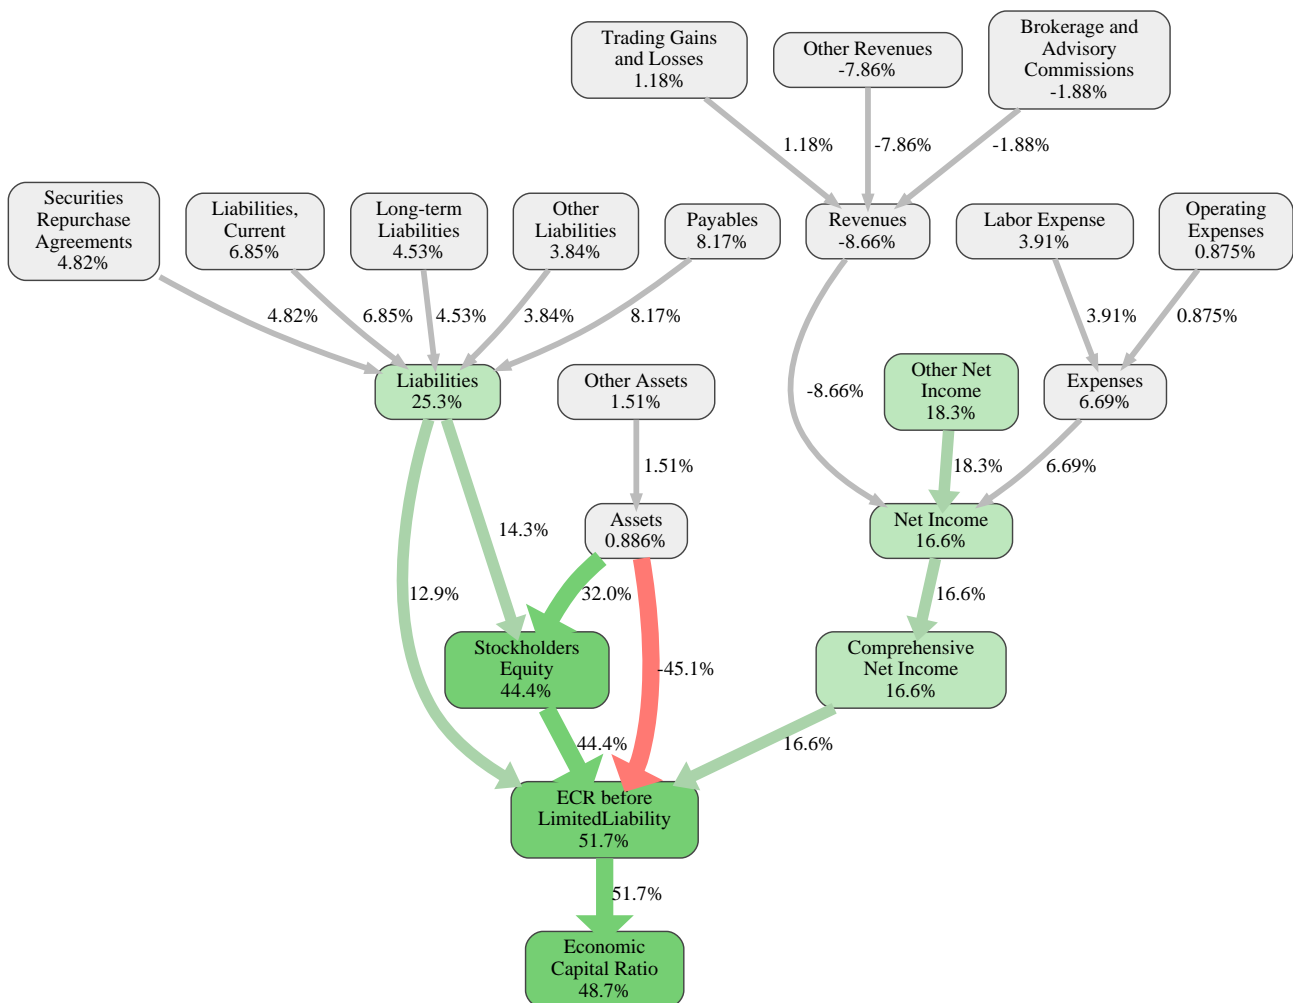 Trading Gains
and Losses
1.18%
Other Revenues
-7.86%
Brokerage and
Advisory
Commissions
-1.88%
1.18%
-7.86%
-1.88%
Securities
Repurchase
Agreements
4.82%
Liabilities,
Current
6.85%
Long-term
Liabilities
4.53%
Other
Liabilities
3.84%
Payables
8.17%
Revenues
-8.66%
Labor Expense
3.91%
Operating
Expenses
0.875%
4.82%
6.85%
4.53%
3.84%
8.17%
3.91%
0.875%
Liabilities
25.3%
Other Assets
1.51%
-8.66%
Other Net
Income
18.3%
Expenses
6.69%
1.51%
18.3%
6.69%
14.3%
Assets
0.886%
Net Income
16.6%
12.9%
32.0%
16.6%
Stockholders
Equity
44.4%
-45.1%
Comprehensive
Net Income
16.6%
44.4%
16.6%
ECR before
LimitedLiability
51.7%
51.7%
Economic
Capital Ratio
48.7%